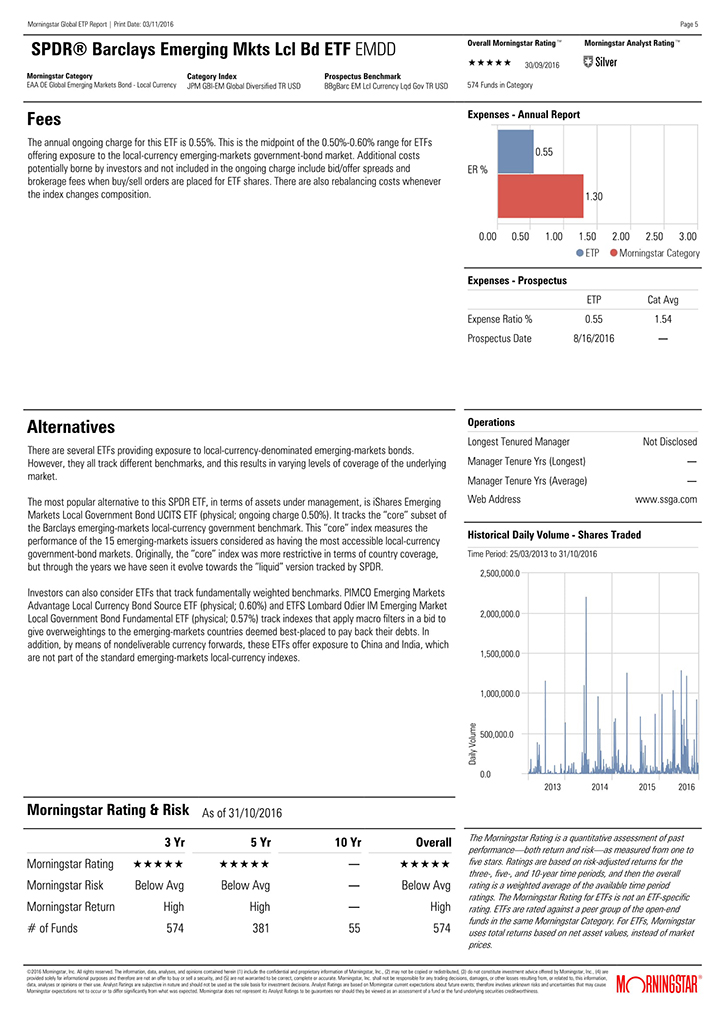 Morningstar Global ETP Report | Print Date: 03/11/2016
Page 5
SPDR® Barclays Emerging Mkts Lcl Bd ETF EMDD
Overall Morningstar Rating™
Morningstar Analyst Rating™
★★★★★ 30/09/2016
Silver
Morningstar Category
Category Index
Prospectus Benchmark
EAA OE Global Emerging Markets Bond - Local Currency
JPM GBI-EM Global Diversified TR USD
BBgBarc EM Lcl Currency Lqd Gov TR USD
574 Funds in Category
Fees
The annual ongoing charge for this ETF is 0.55%. This is the midpoint of the 0.50%-0.60% range for ETFs
offering exposure to the local-currency emerging-markets government-bond market. Additional costs
potentially borne by investors and not included in the ongoing charge include bid/offer spreads and
brokerage fees when buy/sell orders are placed for ETF shares. There are also rebalancing costs whenever
the index changes composition.
Expenses - Annual Report
0.55
ER %
1.30
0.00 0.50 1.00 1.50 2.00 2.50 3.00
ETP Morningstar Category
Expenses - Prospectus
ETP Cat Avg
Expense Ratio % 0.55 1.54
Prospectus Date 8/16/2016 —
Alternatives
There are several ETFs providing exposure to local-currency-denominated emerging-markets bonds.
However, they all track different benchmarks, and this results in varying levels of coverage of the underlying
market.
The most popular alternative to this SPDR ETF, in terms of assets under management, is iShares Emerging
Markets Local Government Bond UCITS ETF (physical; ongoing charge 0.50%). It tracks the “core” subset of
the Barclays emerging-markets local-currency government benchmark. This “core” index measures the
performance of the 15 emerging-markets issuers considered as having the most accessible local-currency
government-bond markets. Originally, the “core” index was more restrictive in terms of country coverage,
but through the years we have seen it evolve towards the “liquid” version tracked by SPDR.
Investors can also consider ETFs that track fundamentally weighted benchmarks. PIMCO Emerging Markets
Advantage Local Currency Bond Source ETF (physical; 0.60%) and ETFS Lombard Odier IM Emerging Market
Local Government Bond Fundamental ETF (physical; 0.57%) track indexes that apply macro filters in a bid to
give overweightings to the emerging-markets countries deemed best-placed to pay back their debts. In
addition, by means of nondeliverable currency forwards, these ETFs offer exposure to China and India, which
are not part of the standard emerging-markets local-currency indexes.
Operations
Longest Tenured Manager Not Disclosed
Manager Tenure Yrs (Longest) —
Manager Tenure Yrs (Average) —
Web Address www.ssga.com
Historical Daily Volume - Shares Traded
Time Period: 25/03/2013 to 31/10/2016
2,500,000.0
2,000,000.0
1,500,000.0
1,000,000.0
500,000.0
0.0
Daily Volume
2013 2014 2015 2016
Morningstar Rating & Risk As of 31/10/2016
3 Yr 5 Yr 10 Yr Overall
Morningstar Rating ★★★★★ ★★★★★ — ★★★★★
Morningstar Risk Below Avg Below Avg — Below Avg
Morningstar Return High High — High
# of Funds 574 381 55 574
The Morningstar Rating is a quantitative assessment of past
performance—both return and risk—as measured from one to
five stars. Ratings are based on risk-adjusted returns for the
three-, five-, and 10-year time periods, and then the overall
rating is a weighted average of the available time period
ratings. The Morningstar Rating for ETFs is not an ETF-specific
rating. ETFs are rated against a peer group of the open-end
funds in the same Morningstar Category. For ETFs, Morningstar
uses total returns based on net asset values, instead of market
prices.
©2016 Morningstar, Inc. All rights reserved. The information, data, analyses, and opinions contained herein (1) include the confidential and proprietary information of Morningstar, Inc., (2) may not be copied or redistributed, (3) do not constitute investment advice offered by Morningstar, Inc., (4) are
provided solely for informational purposes and therefore are not an offer to buy or sell a security, and (5) are not warranted to be correct, complete or accurate. Morningstar, Inc. shall not be responsible for any trading decisions, damages, or other losses resulting from, or related to, this information,
data, analyses or opinions or their use. Analyst Ratings are subjective in nature and should not be used as the sole basis for investment decisions. Analyst Ratings are based on Morningstar current expectations about future events; therefore involves unknown risks and uncertainties that may cause
Morningstar expectations not to occur or to differ significantly from what was expected. Morningstar does not represent its Analyst Ratings to be guarantees nor should they be viewed as an assessment of a fund or the fund underlying securities creditworthiness.
MORNINGSTAR®